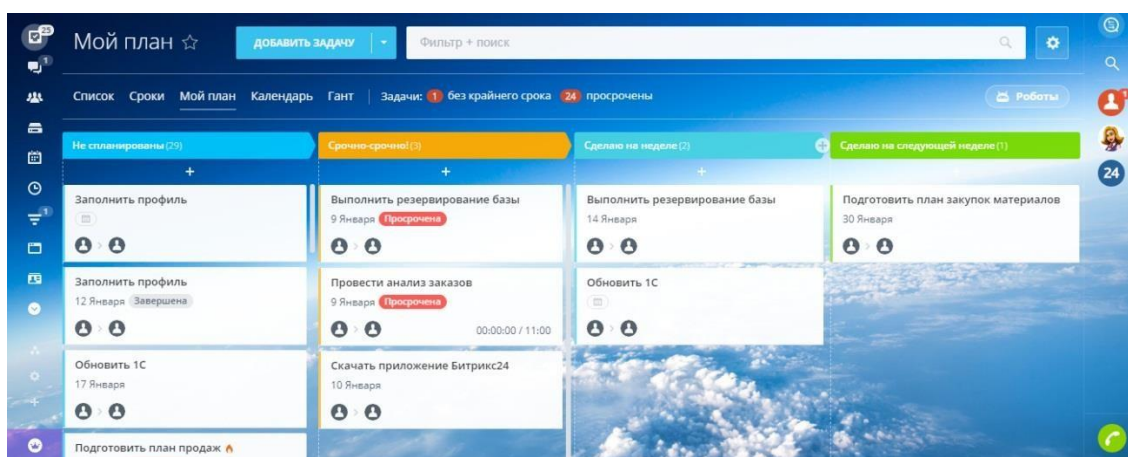 25
Мой план
ДОБАВИТЬ ЗАДАЧУ
Фильтр + поиск
1
Список Сроки Мой план Календарь Гант Задачи: 1 без крайнего срока 24 просрочены
Роботы
1
Не спланированы (29)
Срочно-срочно! (3)
Сделаю на неделе (2)
Сделаю на следующей неделе (1)
24
+
+
+
Заполнить профиль
Выполнить резервирование базы
9 Января Просрочена
Выполнить резервирование базы
14 Января
Подготовить план закупок материалов
30 Января
1
Заполнить профиль
12 Января Завершена
Провести анализ заказов
9 Января Просрочена
00:00:00 / 11:00
Обновить 1С
Обновить 1С
17 Января
Скачать приложение Битрикс24
10 Января
Подготовить план продаж